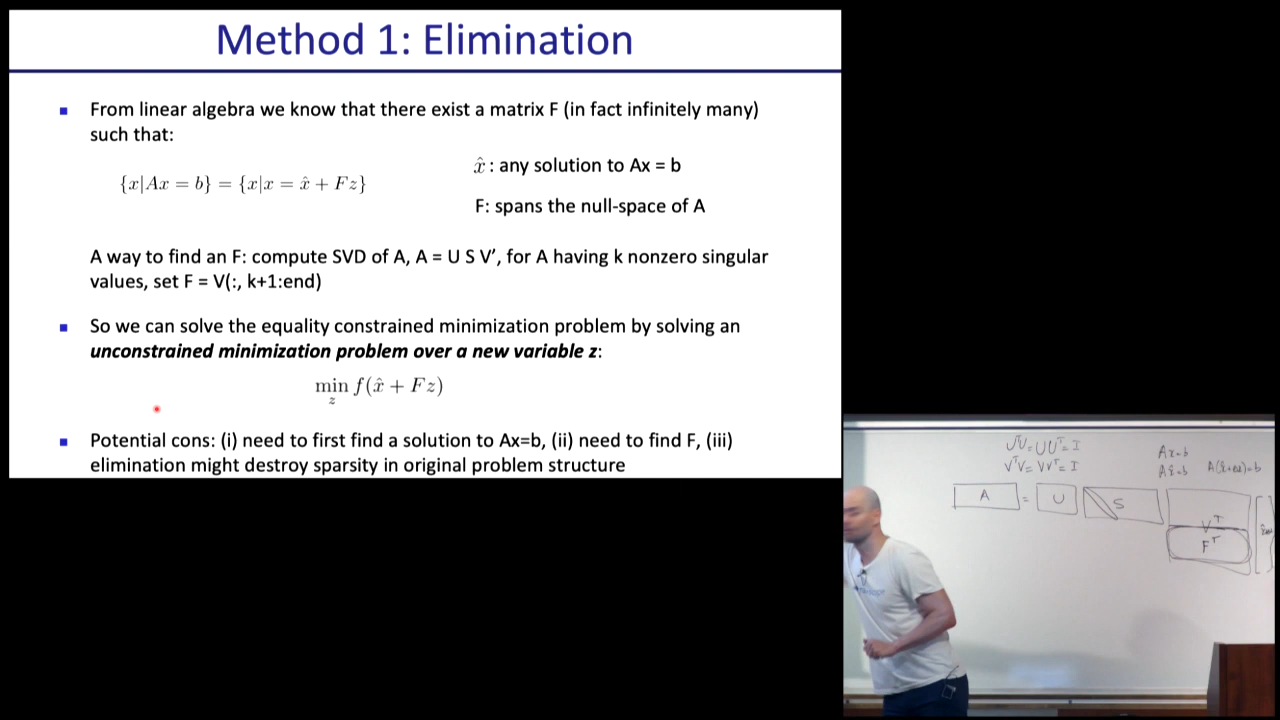 Method 1: Elimination
From linear algebra we know that there exist a matrix F (in fact infinitely many)
such that:
x̂ : any solution to Ax = b
{x|Ax = b} = {x|x = x̂ + Fz}
F: spans the null-space of A
A way to find an F: compute SVD of A, A = U S V’, for A having k nonzero singular
values, set F = V(:, k+1:end)
So we can solve the equality constrained minimization problem by solving an
unconstrained minimization problem over a new variable z:
min f(x̂ + Fz)
z
Potential cons: (i) need to first find a solution to Ax=b, (ii) need to find F, (iii)
elimination might destroy sparsity in original problem structure
UUᵀ= I
Ax=b
VᵀV= VVᵀ= I
Ax̂=b
A = U S
Vᵀ
Fᵀ